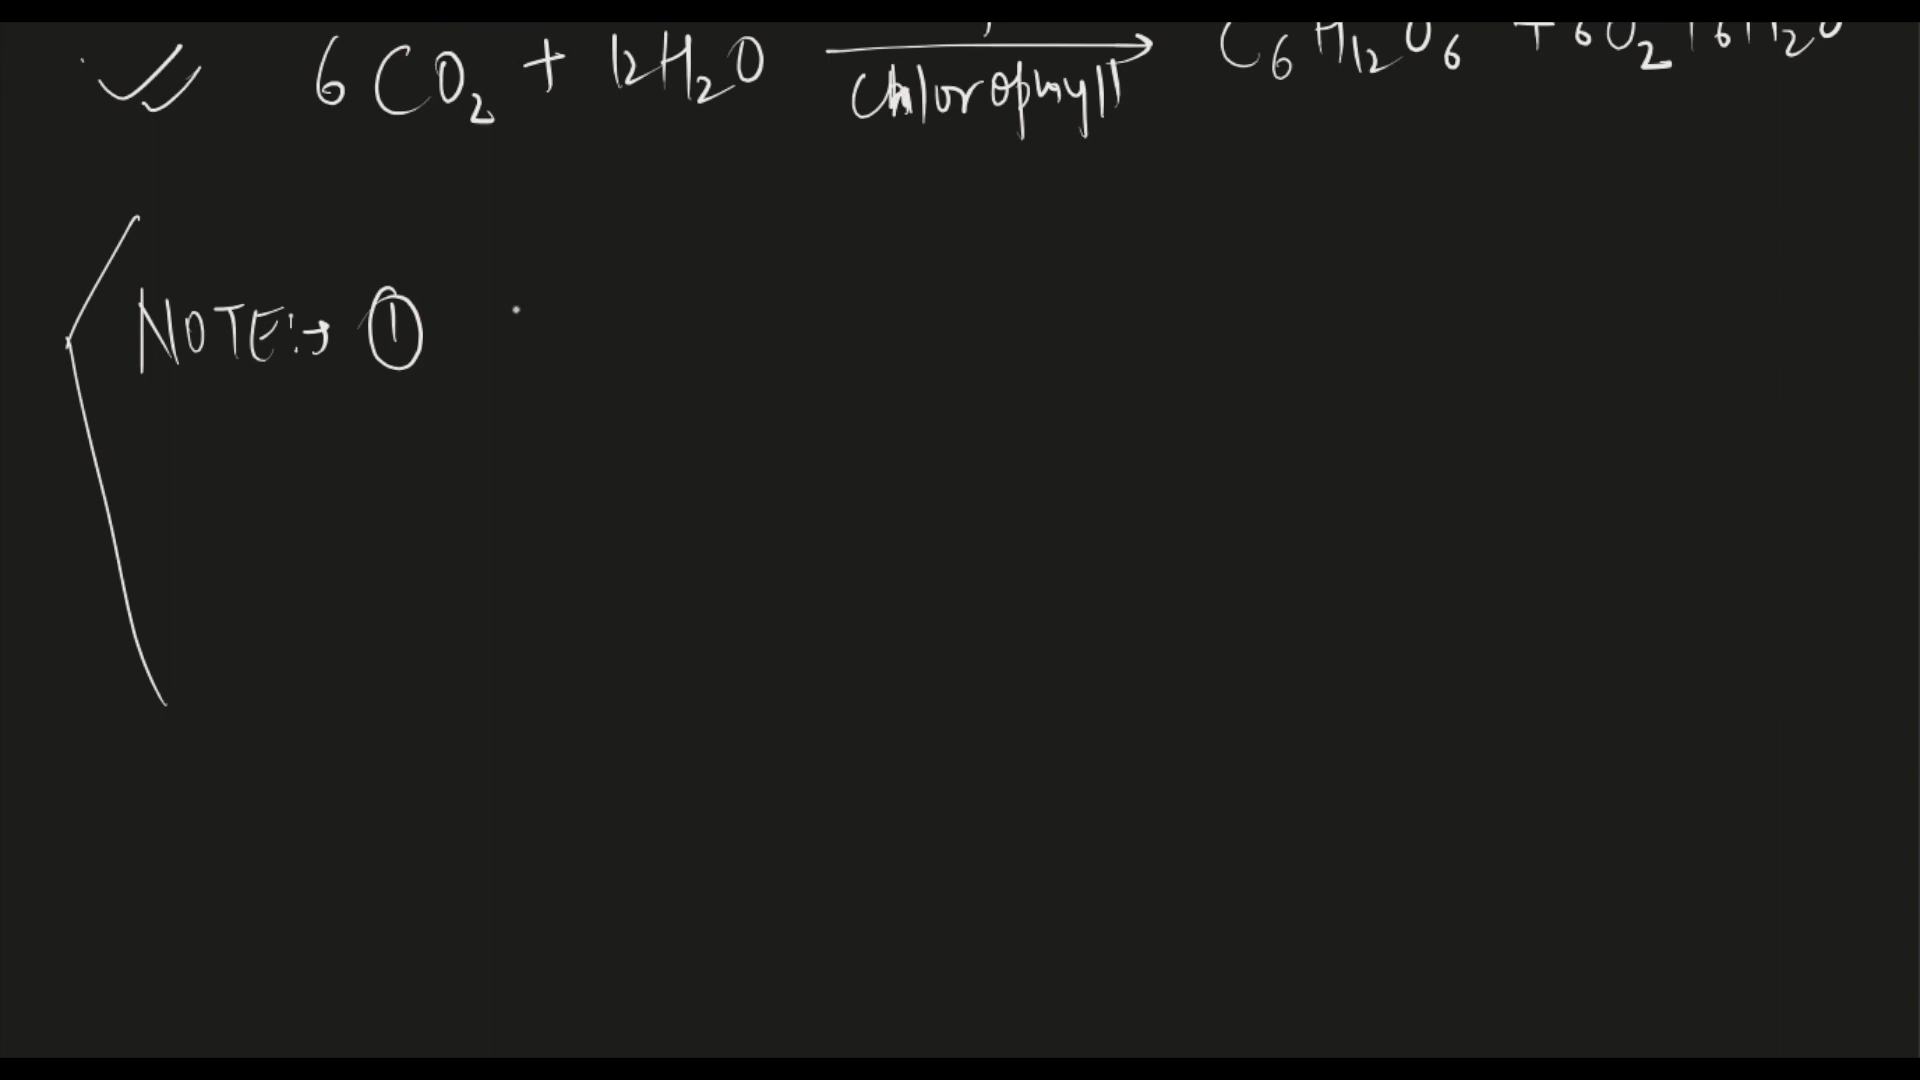 6CO₂ + 12H₂O → C₆H₁₂O₆ + 6O₂ + 6H₂O
Chlorophyll
NOTE:→ ①